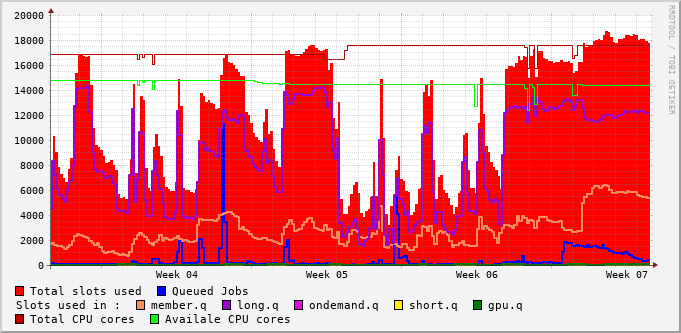 20000
18000
16000
14000
12000
10000
8000
6000
4000
2000
0
Week 04 Week 05 Week 06 Week 07
RRDTOOL / TOBI OETIKER
Total slots used Queued Jobs
Slots used in : member.q long.q ondemand.q short.q gpu.q
Total CPU cores Availale CPU cores